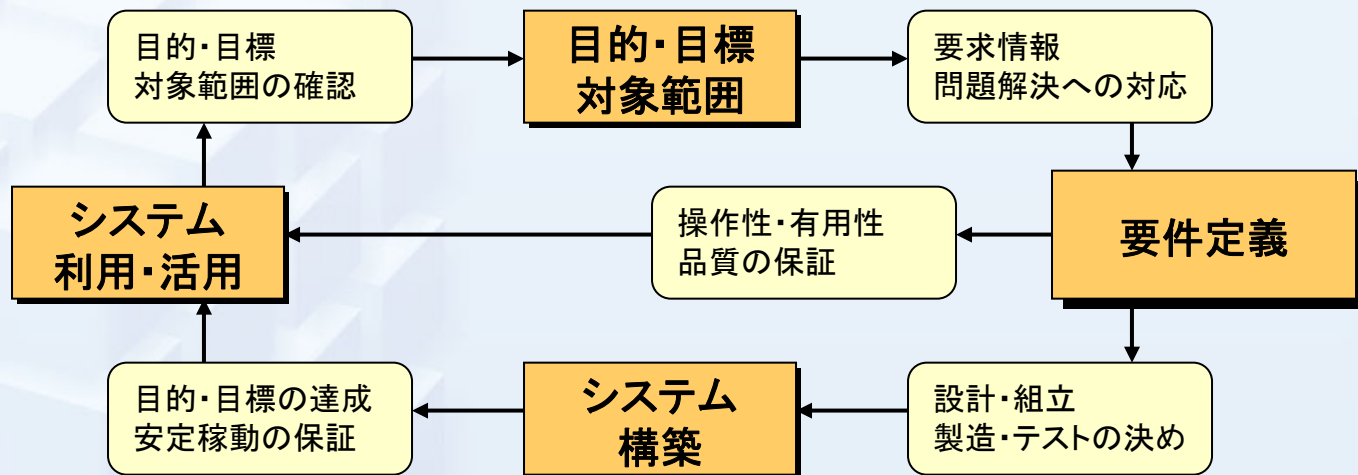 目的・目標
対象範囲の確認
目的・目標
対象範囲
要求情報
問題解決への対応
システム
利用・活用
操作性・有用性
品質の保証
要件定義
目的・目標の達成
安定稼動の保証
システム
構築
設計・組立
製造・テストの決め